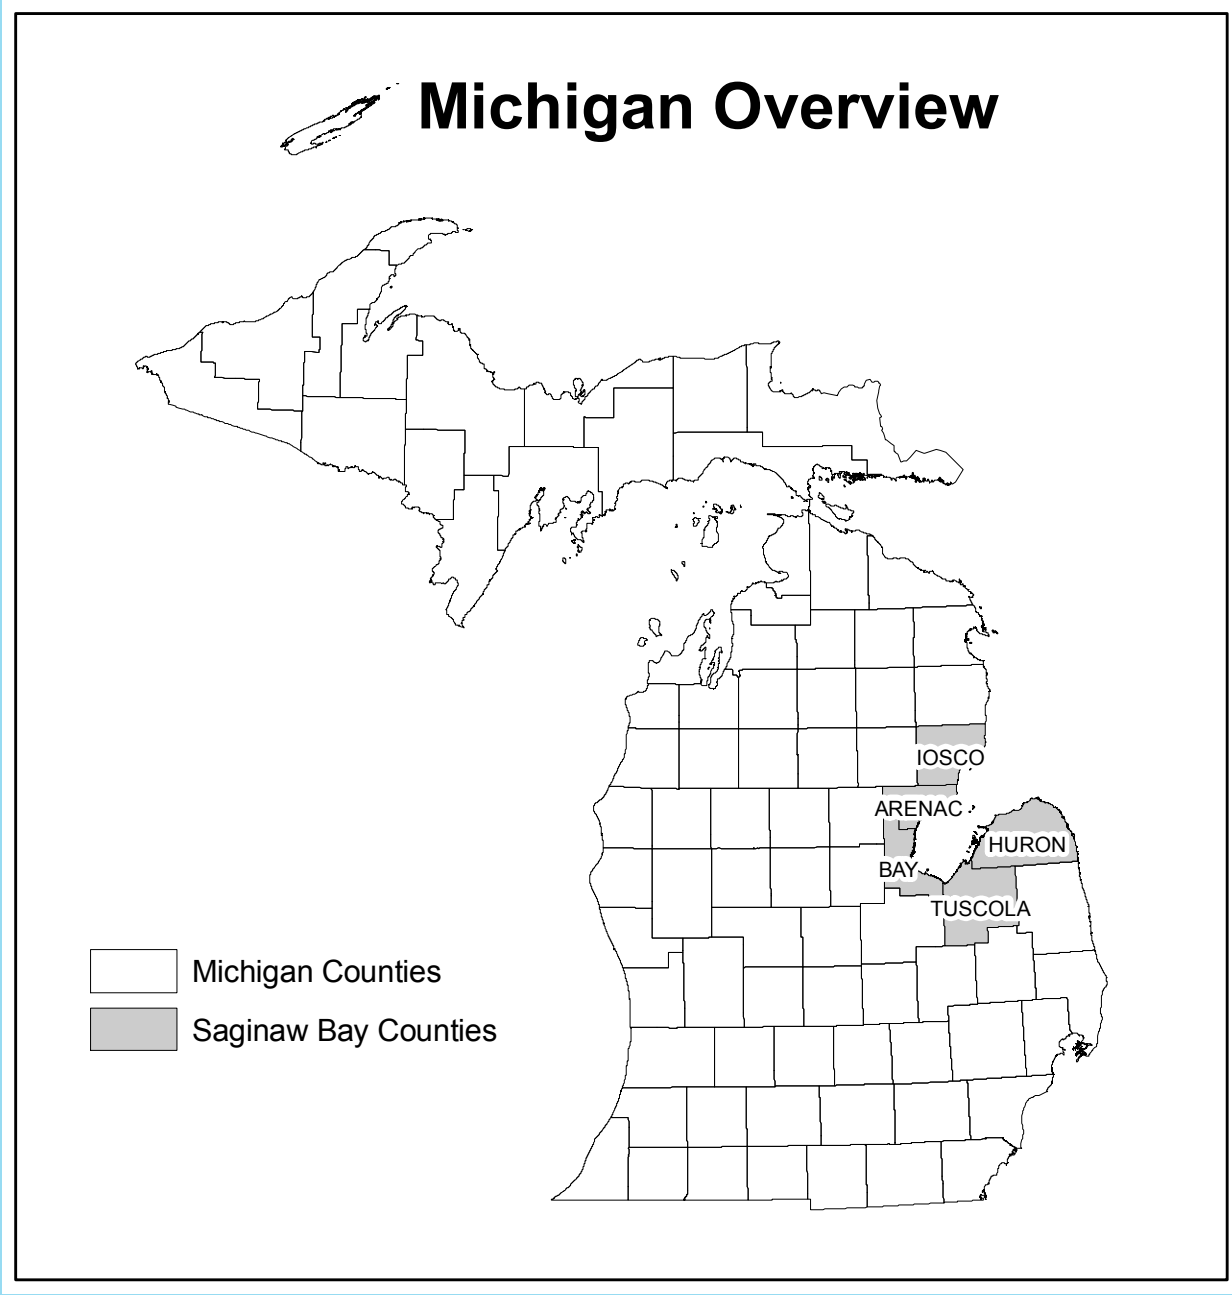 Michigan Overview
IOSCO
ARENAC
HURON
BAY
TUSCOLA
Michigan Counties
Saginaw Bay Counties